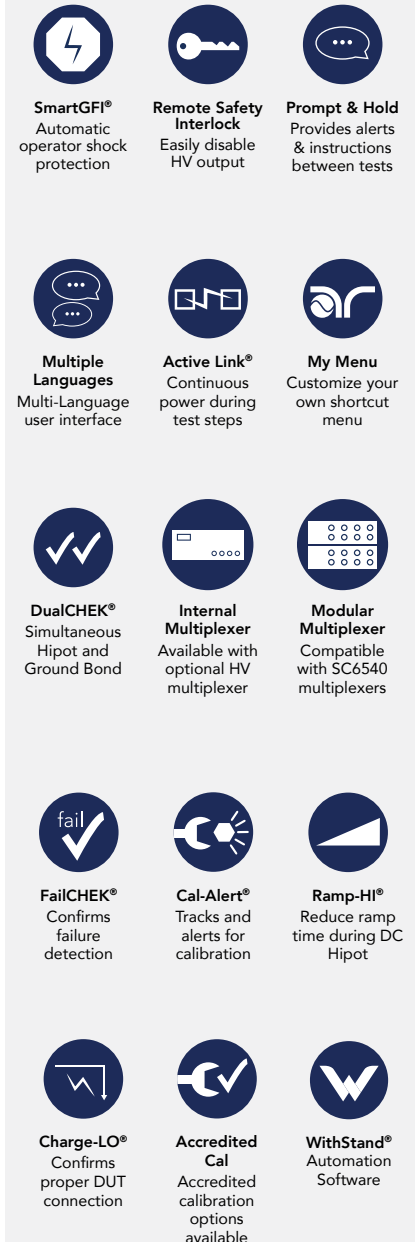 SmartGFI®
Automatic
operator shock
protection
Remote Safety
Interlock
Easily disable
HV output
Prompt & Hold
Provides alerts
& instructions
between tests
Multiple
Languages
Multi-Language
user interface
Active Link®
Continuous
power during
test steps
My Menu
Customize your
own shortcut
menu
DualCHEK®
Simultaneous
Hipot and
Ground Bond
Internal
Multiplexer
Available with
optional HV
multiplexer
Modular
Multiplexer
Compatible
with SC6540
multiplexers
fail
FailCHEK®
Confirms
failure
detection
Cal-Alert®
Tracks and
alerts for
calibration
Ramp-HI®
Reduce ramp
time during DC
Hipot
Charge-LO®
Confirms
proper DUT
connection
Accredited
Cal
Accredited
calibration
options
available
WithStand®
Automation
Software